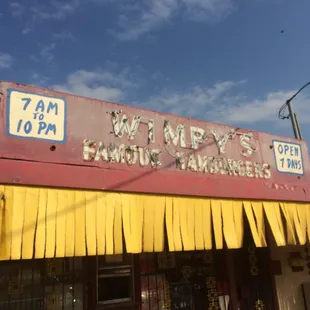 7 AM
TO
10 PM
WIMPY'S
FAMOUS HAMBURGERS
OPEN
7 DAYS